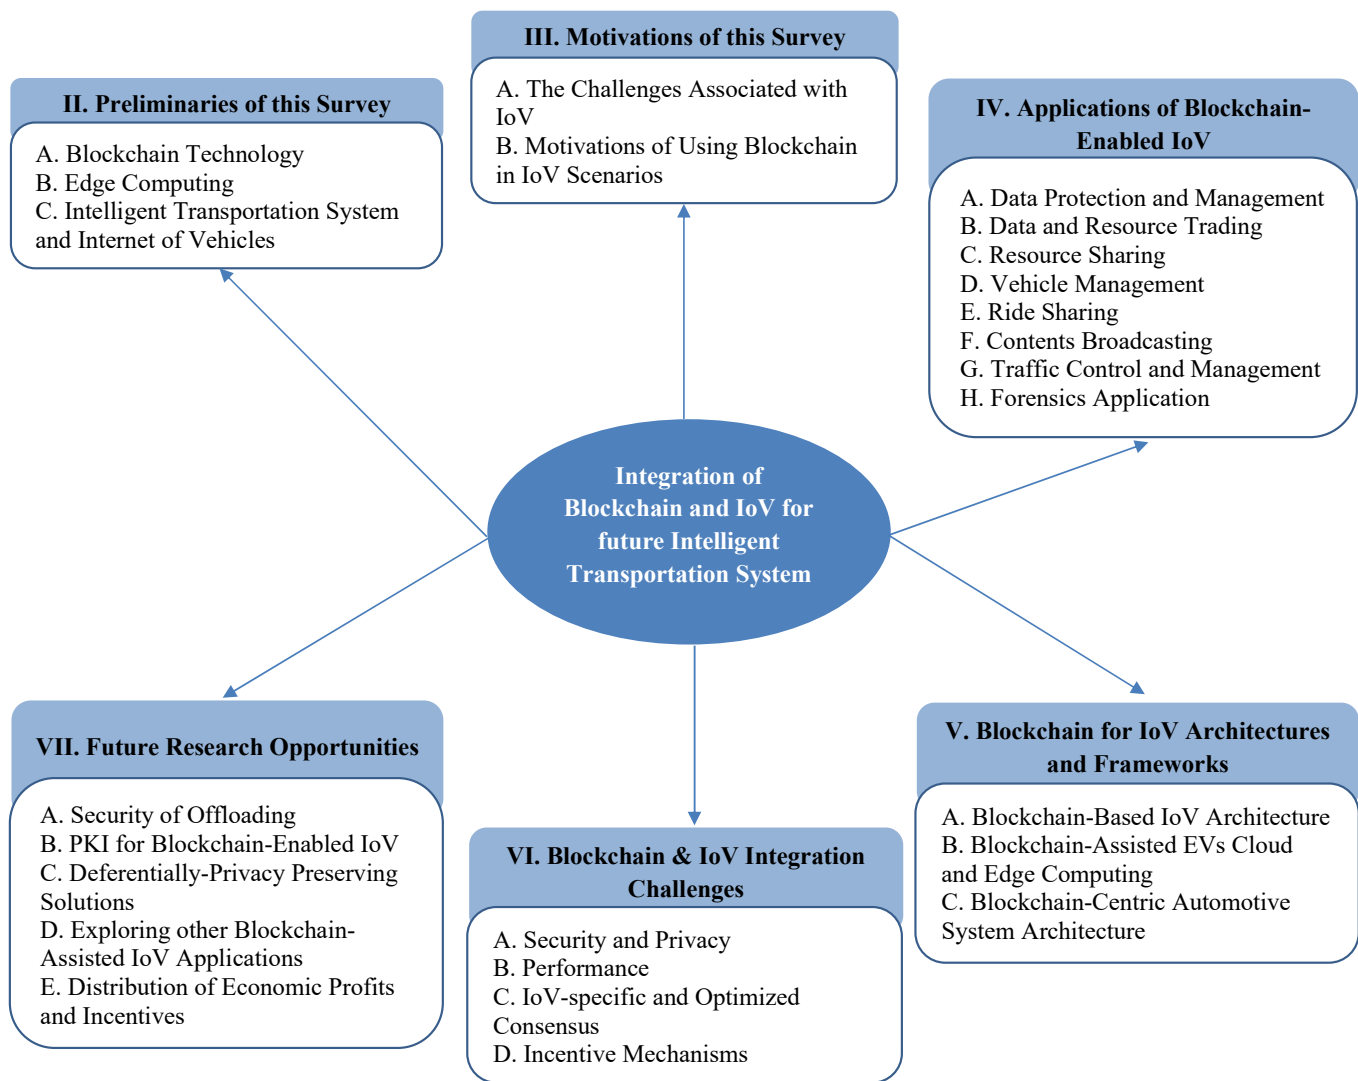 III. Motivations of this Survey
A. The Challenges Associated with
IoV
B. Motivations of Using Blockchain
in IoV Scenarios
II. Preliminaries of this Survey
A. Blockchain Technology
B. Edge Computing
C. Intelligent Transportation System
and Internet of Vehicles
IV. Applications of Blockchain-
Enabled IoV
A. Data Protection and Management
B. Data and Resource Trading
C. Resource Sharing
D. Vehicle Management
E. Ride Sharing
F. Contents Broadcasting
G. Traffic Control and Management
H. Forensics Application
Integration of
Blockchain and IoV for
future Intelligent
Transportation System
VII. Future Research Opportunities
A. Security of Offloading
B. PKI for Blockchain-Enabled IoV
C. Deferentially-Privacy Preserving
Solutions
D. Exploring other Blockchain-
Assisted IoV Applications
E. Distribution of Economic Profits
and Incentives
VI. Blockchain & IoV Integration
Challenges
A. Security and Privacy
B. Performance
C. IoV-specific and Optimized
Consensus
D. Incentive Mechanisms
V. Blockchain for IoV Architectures
and Frameworks
A. Blockchain-Based IoV Architecture
B. Blockchain-Assisted EVs Cloud
and Edge Computing
C. Blockchain-Centric Automotive
System Architecture